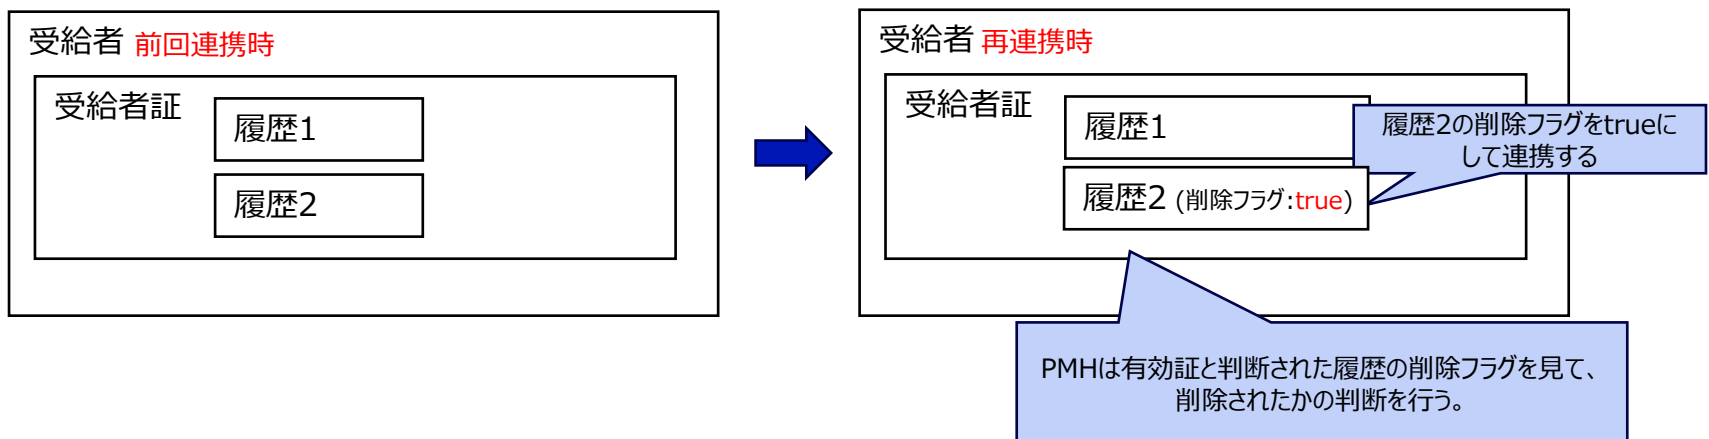 受給者 前回連携時
受給者証
履歴1
履歴2
受給者 再連携時
受給者証
履歴1
履歴2の削除フラグをtrueに
して連携する
履歴2 (削除フラグ:true)
PMHは有効証と判断された履歴の削除フラグを見て、
削除されたかの判断を行う。